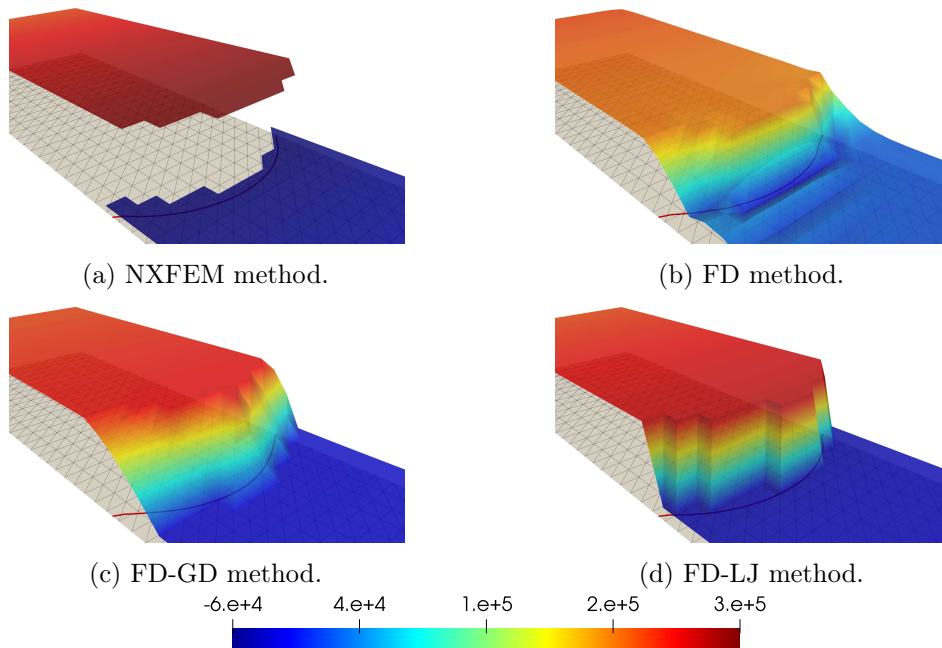 (a) NXFEM method.
(b) FD method.
(c) FD-GD method.
(d) FD-LJ method.
-6.e+4 4.e+4 1.e+5 2.e+5 3.e+5